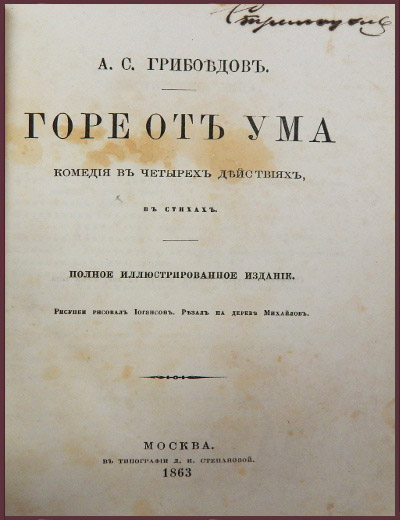 А. С. ГРИБОѢДОВЪ.
ГОРЕ ОТЪ УМА
КОМЕДІЯ ВЪ ЧЕТЫРЕХЪ ДѢЙСТВІЯХЪ,
ВЪ СТИХАХЪ.
ПОЛНОЕ ИЛЛЮСТРИРОВАННОЕ ИЗДАНІЕ.
Рисунки рисовалъ Іогансонъ. Рѣзалъ на деревѣ Михайловъ.
МОСКВА.
ВЪ ТИПОГРАФІИ Л. И. СТЕПАНОВОЙ.
1863